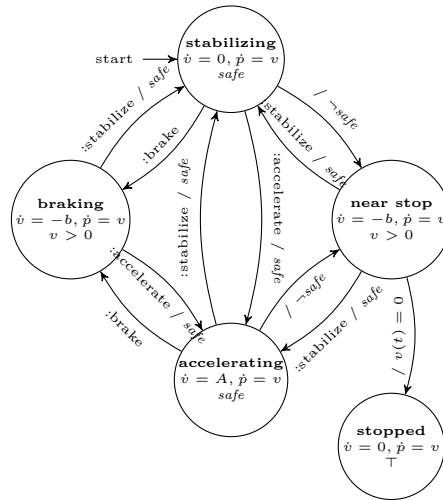 stabilizing
v̇ = 0, ṗ = v
safe
start
:stabilize / safe
:brake
/ ¬safe
:stabilize / safe
:stabilize / safe
:accelerate / safe
braking
v̇ = −b, ṗ = v
v > 0
near stop
v̇ = −b, ṗ = v
v > 0
:accelerate / safe
:brake
/ ¬safe
:stabilize / safe
/ v(t) = 0
accelerating
v̇ = A, ṗ = v
safe
stopped
v̇ = 0, ṗ = v
⊤